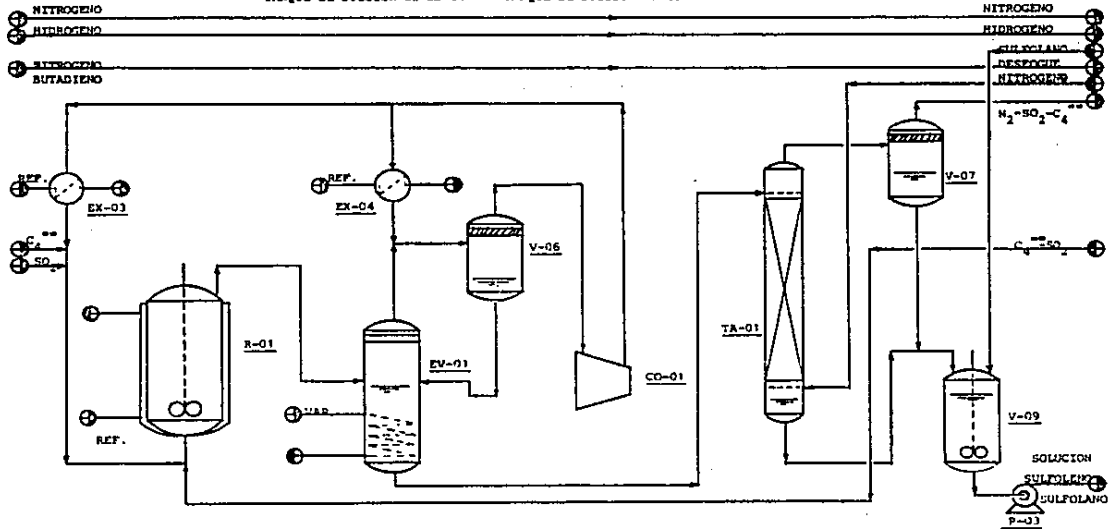 NITROGENO
NITROGENO
HIDROGENO
HIDROGENO
SULFOLANO
NITROGENO
DESFOGUE
BUTADIENO
NITROGENO
N₂-SO₂-C₄==
REF.
REF.
V-07
EX-03
EX-04
C₄==
V-06
C₄==-SO₂
SO₂
TA-01
R-01
EV-01
CO-01
VAP.
V-09
REF.
SOLUCION
SULFOLENO
SULFOLANO
P-03